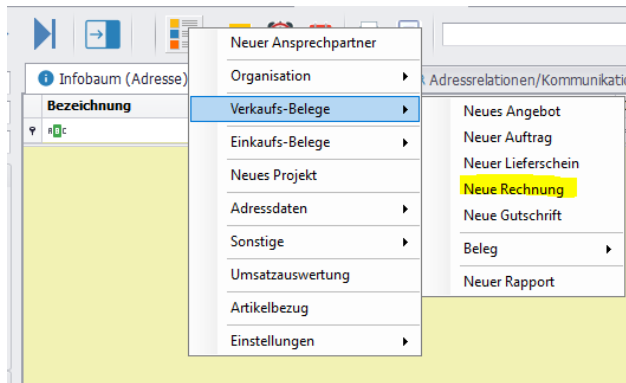 Neuer Ansprechpartner
Infobaum (Adresse)
Organisation
Adressrelationen/Kommunikati
Bezeichnung
Verkaufs-Belege
Neues Angebot
ABC
Einkaufs-Belege
Neuer Auftrag
Neuer Lieferschein
Neues Projekt
Neue Rechnung
Adressdaten
Neue Gutschrift
Sonstige
Beleg
Umsatzauswertung
Neuer Rapport
Artikelbezug
Einstellungen